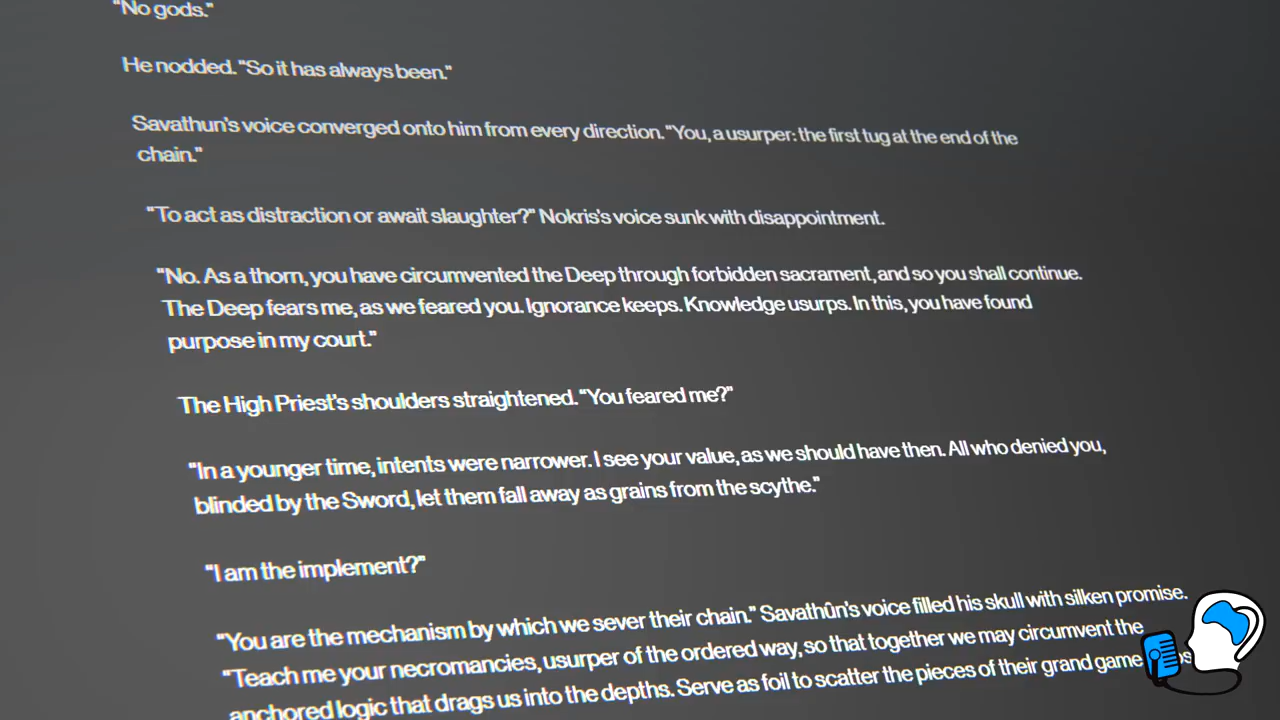 "No gods."
He nodded. "So it has always been."
Savathun's voice converged onto him from every direction. "You, a usurper: the first tug at the end of the
chain."
"To act as distraction or await slaughter?" Nokris's voice sunk with disappointment.
"No. As a thorn, you have circumvented the Deep through forbidden sacrament, and so you shall continue.
The Deep fears me, as we feared you. Ignorance keeps. Knowledge usurps. In this, you have found
purpose in my court."
The High Priest's shoulders straightened. "You feared me?"
"In a younger time, intents were narrower. I see your value, as we should have then. All who denied you,
blinded by the Sword, let them fall away as grains from the scythe."
"I am the implement?"
"You are the mechanism by which we sever their chain." Savathûn's voice filled his skull with silken promise.
"Teach me your necromancies, usurper of the ordered way, so that together we may circumvent the
anchored logic that drags us into the depths. Serve as foil to scatter the pieces of their grand game